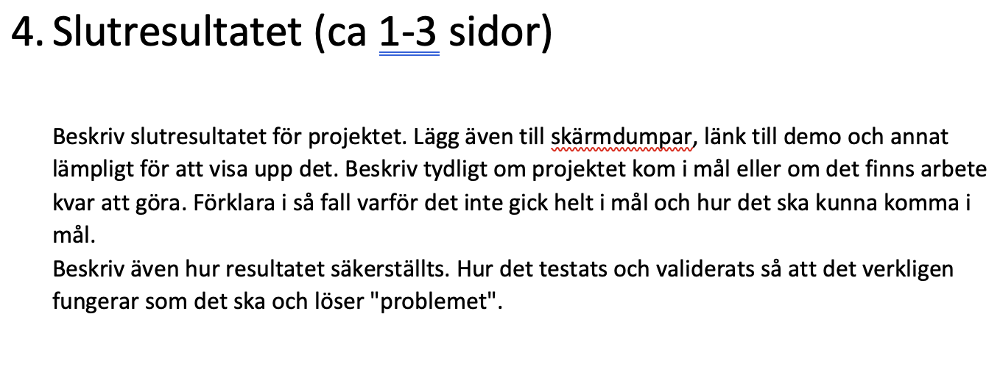 4. Slutresultatet (ca 1-3 sidor)
Beskriv slutresultatet för projektet. Lägg även till skärmdumpar, länk till demo och annat
lämpligt för att visa upp det. Beskriv tydligt om projektet kom i mål eller om det finns arbete
kvar att göra. Förklara i så fall varför det inte gick helt i mål och hur det ska kunna komma i
mål.
Beskriv även hur resultatet säkerställts. Hur det testats och validerats så att det verkligen
fungerar som det ska och löser "problemet".